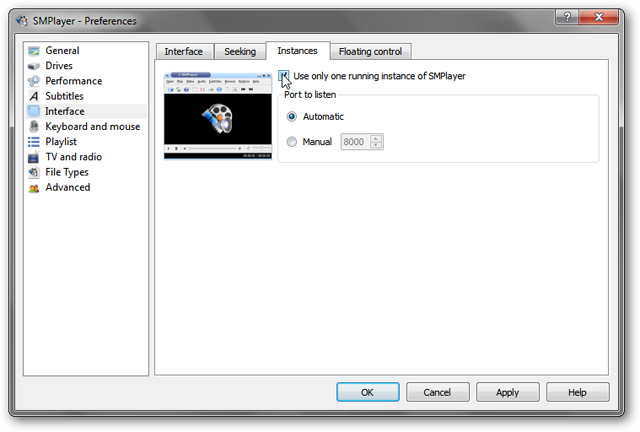 SMPlayer - Preferences
General
Drives
Performance
Subtitles
Interface
Keyboard and mouse
Playlist
TV and radio
File Types
Advanced
Interface Seeking Instances Floating control
Use only one running instance of SMPlayer
Port to listen
Automatic
Manual 8000
OK Cancel Apply Help